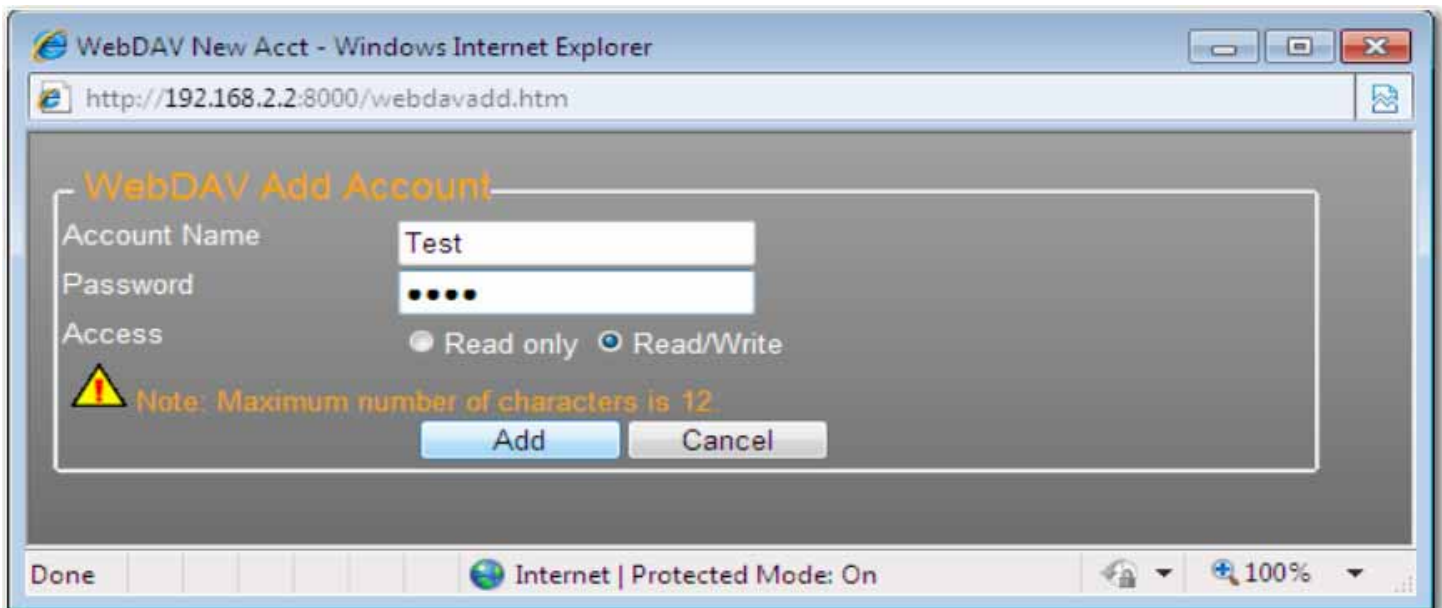 WebDAV New Acct - Windows Internet Explorer
http://192.168.2.2:8000/webdavadd.htm
WebDAV Add Account
Account Name Test
Password ••••
Access Read only Read/Write
Note: Maximum number of characters is 12.
Add Cancel
Done Internet | Protected Mode: On 100%